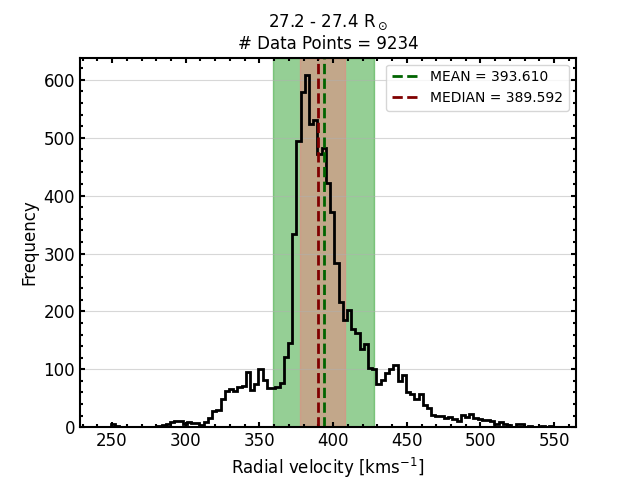 27.2 - 27.4 R⊙
# Data Points = 9234
MEAN = 393.610
MEDIAN = 389.592
Frequency
600
500
400
300
200
100
0
250 300 350 400 450 500 550
Radial velocity [kms⁻¹]